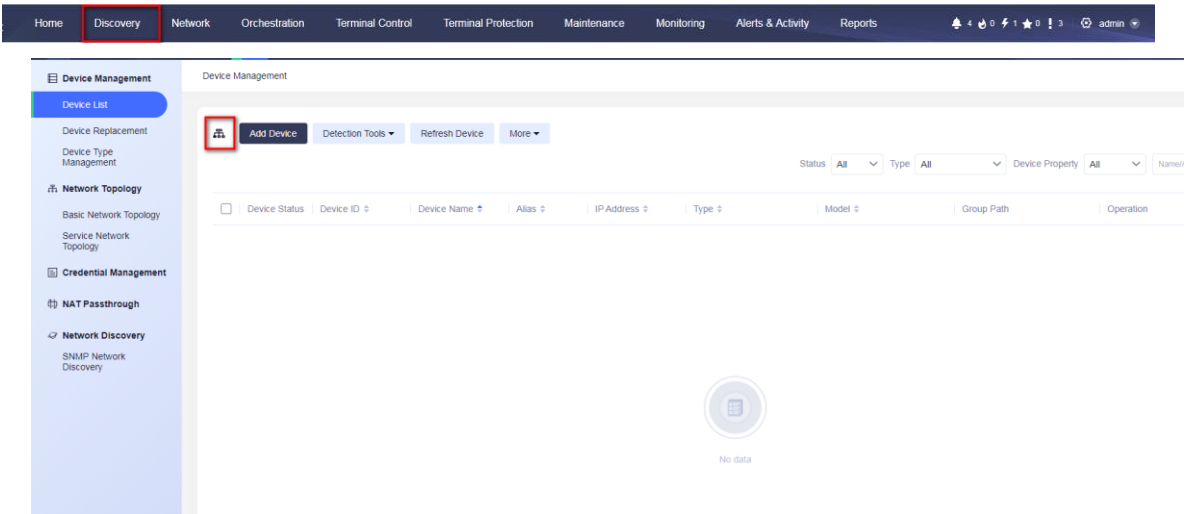 Home Discovery Network Orchestration Terminal Control Terminal Protection Maintenance Monitoring Alerts & Activity Reports 4 0 1 0 3 admin
Device Management
Device List
Device Replacement
Device Type
Management
Network Topology
Basic Network Topology
Service Network
Topology
Credential Management
NAT Passthrough
Network Discovery
SNMP Network
Discovery
Device Management
Add Device Detection Tools Refresh Device More
Status All Type All Device Property All Name/
Device Status Device ID Device Name Alias IP Address Type Model Group Path Operation
No data